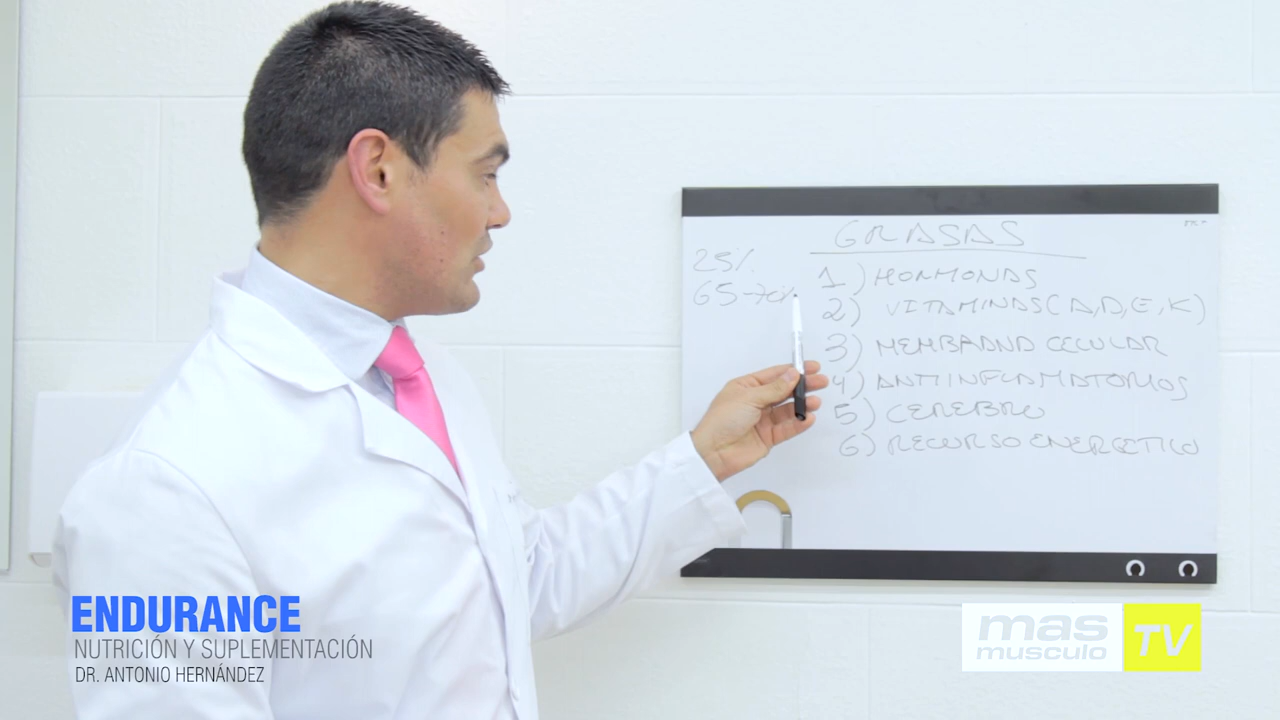 GRASAS
25%
65-70%
1) HORMONAS
2) VITAMINAS (A,D,E,K)
3) MEMBRANA CELULAR
4) ANTIINFLAMATORIOS
5) CEREBRO
6) RECURSO ENERGETICO
ENDURANCE
NUTRICIÓN Y SUPLEMENTACIÓN
DR. ANTONIO HERNÁNDEZ
mas
musculo
TV